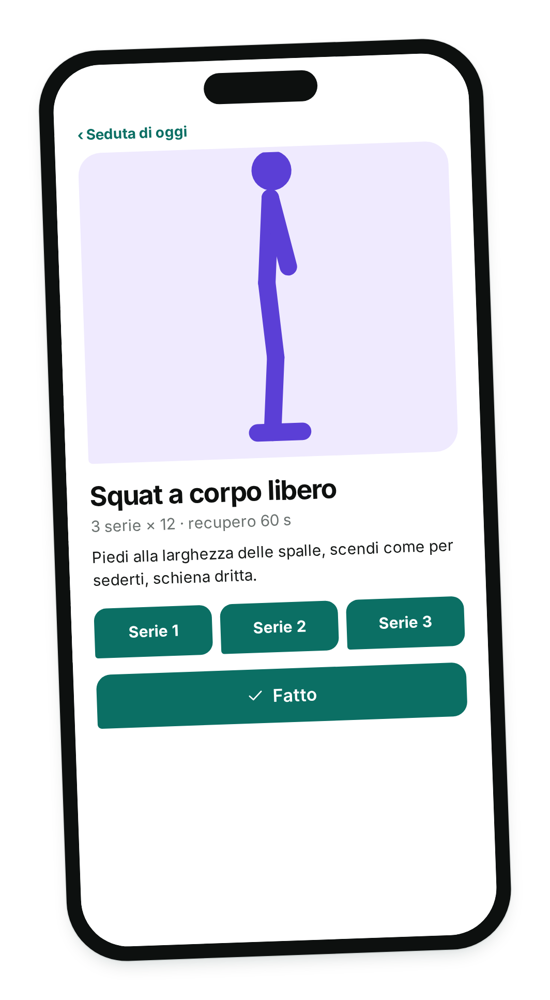 ‹ Seduta di oggi
Squat a corpo libero
3 serie × 12 · recupero 60 s
Piedi alla larghezza delle spalle, scendi come per
sederti, schiena dritta.
Serie 1 Serie 2 Serie 3
✓ Fatto